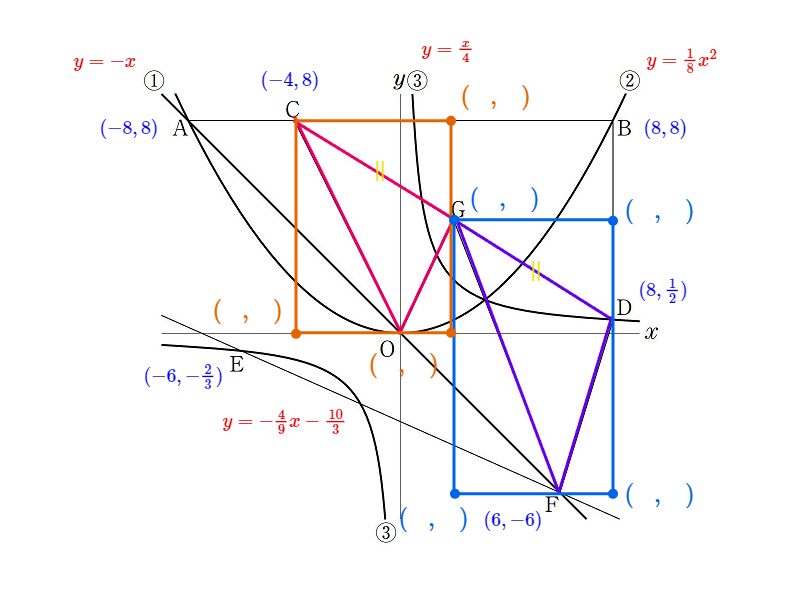 y = x/4
y = −x
y = 1/8 x²
① (−4, 8) y ③ ②
( , )
C
(−8, 8) A B (8, 8)
G ( , ) ( , )
(8, 1/2)
( , ) D
O x
E ( , )
(−6, −2/3)
y = −4/9 x − 10/3
( , )
F
( , ) (6, −6)
③